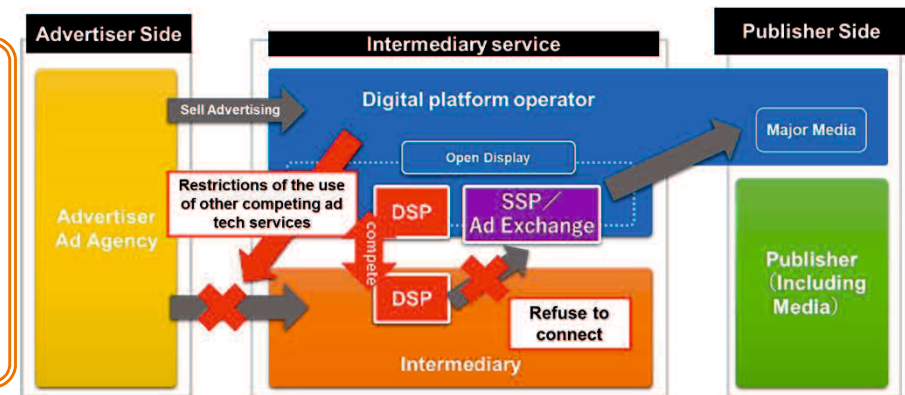 Advertiser Side
Intermediary service
Publisher Side
Sell Advertising
Digital platform operator
Major Media
Open Display
Restrictions of the use
of other competing ad
tech services
DSP
SSP／
Ad Exchange
Advertiser
Ad Agency
compete
DSP
Refuse to
connect
Intermediary
Publisher
（Including
Media）